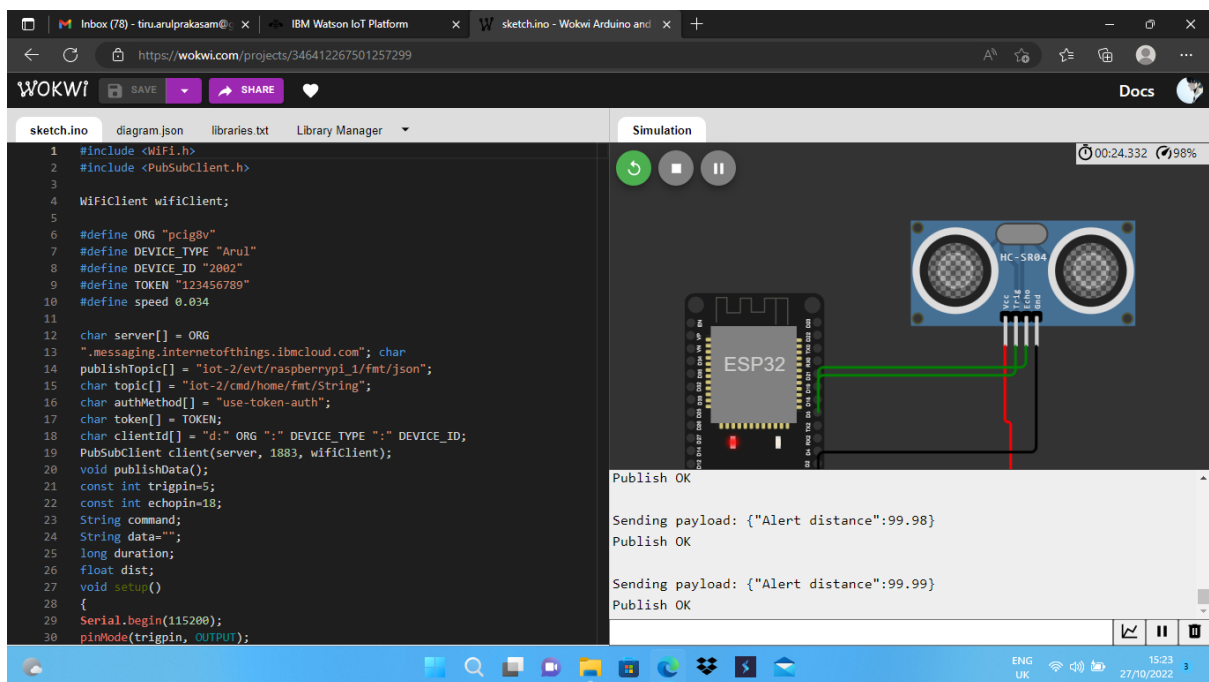 Inbox (78) - tiru.arulprakasam@g
IBM Watson IoT Platform
sketch.ino - Wokwi Arduino and
https://wokwi.com/projects/346412267501257299
WOKWI
SAVE
SHARE
Docs
sketch.ino diagram.json libraries.txt Library Manager
Simulation
1 #include <WiFi.h>
2 #include <PubSubClient.h>
3
4 WiFiClient wifiClient;
5
6 #define ORG "pcig8v"
7 #define DEVICE_TYPE "Arul"
8 #define DEVICE_ID "2002"
9 #define TOKEN "123456789"
10 #define speed 0.034
11
12 char server[] = ORG
13 ".messaging.internetofthings.ibmcloud.com"; char
14 publishTopic[] = "iot-2/evt/raspberrypi_1/fmt/json";
15 char topic[] = "iot-2/cmd/home/fmt/String";
16 char authMethod[] = "use-token-auth";
17 char token[] = TOKEN;
18 char clientId[] = "d:" ORG ":" DEVICE_TYPE ":" DEVICE_ID;
19 PubSubClient client(server, 1883, wifiClient);
20 void publishData();
21 const int trigpin=5;
22 const int echopin=18;
23 String command;
24 String data="";
25 long duration;
26 float dist;
27 void setup()
28 {
29 Serial.begin(115200);
30 pinMode(trigpin, OUTPUT);
00:24.332 98%
HC-SR04
Vcc
Trig
Echo
Gnd
ESP32
Publish OK
Sending payload: {"Alert distance":99.98}
Publish OK
Sending payload: {"Alert distance":99.99}
Publish OK
ENG
UK
15:23
27/10/2022
3